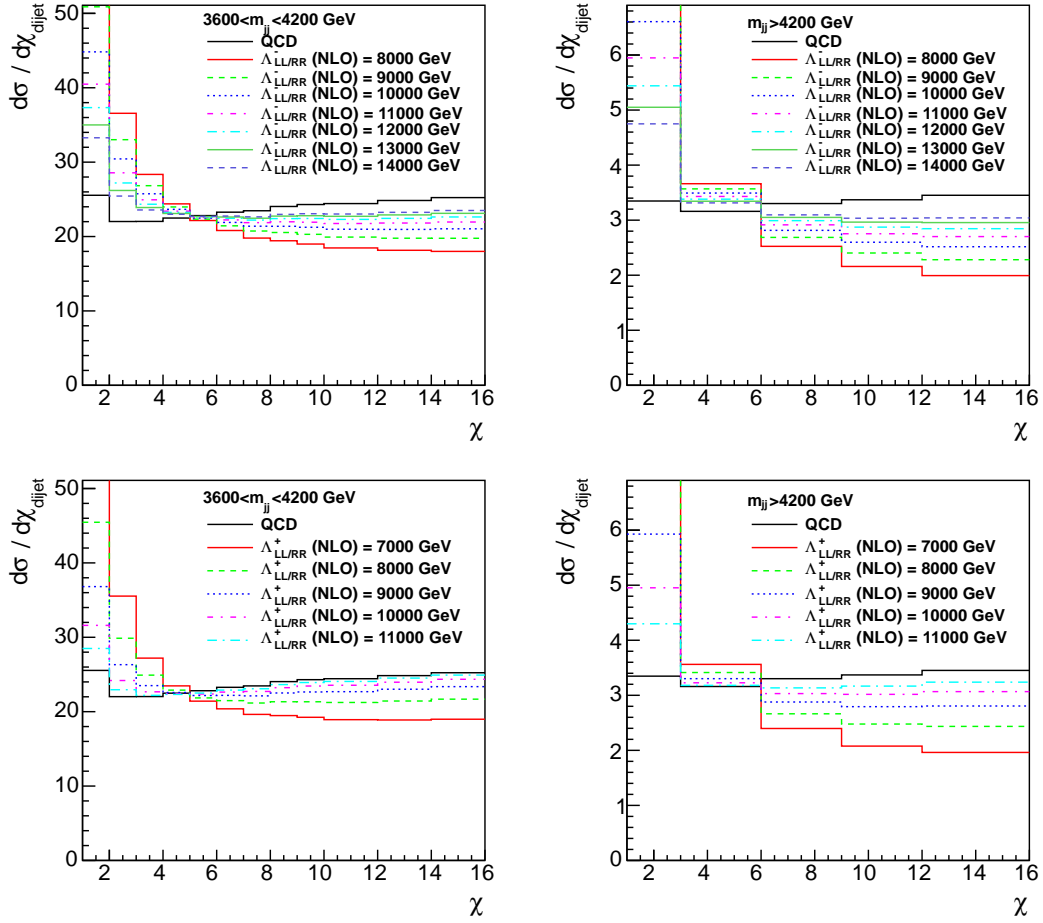 3600<m_jj<4200 GeV
QCD
Λ⁻_LL/RR (NLO) = 8000 GeV
Λ⁻_LL/RR (NLO) = 9000 GeV
Λ⁻_LL/RR (NLO) = 10000 GeV
Λ⁻_LL/RR (NLO) = 11000 GeV
Λ⁻_LL/RR (NLO) = 12000 GeV
Λ⁻_LL/RR (NLO) = 13000 GeV
Λ⁻_LL/RR (NLO) = 14000 GeV
dσ / dχ_dijet
50
40
30
20
10
0
2 4 6 8 10 12 14 16
χ
m_jj>4200 GeV
QCD
Λ⁻_LL/RR (NLO) = 8000 GeV
Λ⁻_LL/RR (NLO) = 9000 GeV
Λ⁻_LL/RR (NLO) = 10000 GeV
Λ⁻_LL/RR (NLO) = 11000 GeV
Λ⁻_LL/RR (NLO) = 12000 GeV
Λ⁻_LL/RR (NLO) = 13000 GeV
Λ⁻_LL/RR (NLO) = 14000 GeV
dσ / dχ_dijet
6
5
4
3
2
1
0
2 4 6 8 10 12 14 16
χ
3600<m_jj<4200 GeV
QCD
Λ⁺_LL/RR (NLO) = 7000 GeV
Λ⁺_LL/RR (NLO) = 8000 GeV
Λ⁺_LL/RR (NLO) = 9000 GeV
Λ⁺_LL/RR (NLO) = 10000 GeV
Λ⁺_LL/RR (NLO) = 11000 GeV
dσ / dχ_dijet
50
40
30
20
10
0
2 4 6 8 10 12 14 16
χ
m_jj>4200 GeV
QCD
Λ⁺_LL/RR (NLO) = 7000 GeV
Λ⁺_LL/RR (NLO) = 8000 GeV
Λ⁺_LL/RR (NLO) = 9000 GeV
Λ⁺_LL/RR (NLO) = 10000 GeV
Λ⁺_LL/RR (NLO) = 11000 GeV
dσ / dχ_dijet
6
5
4
3
2
1
0
2 4 6 8 10 12 14 16
χ